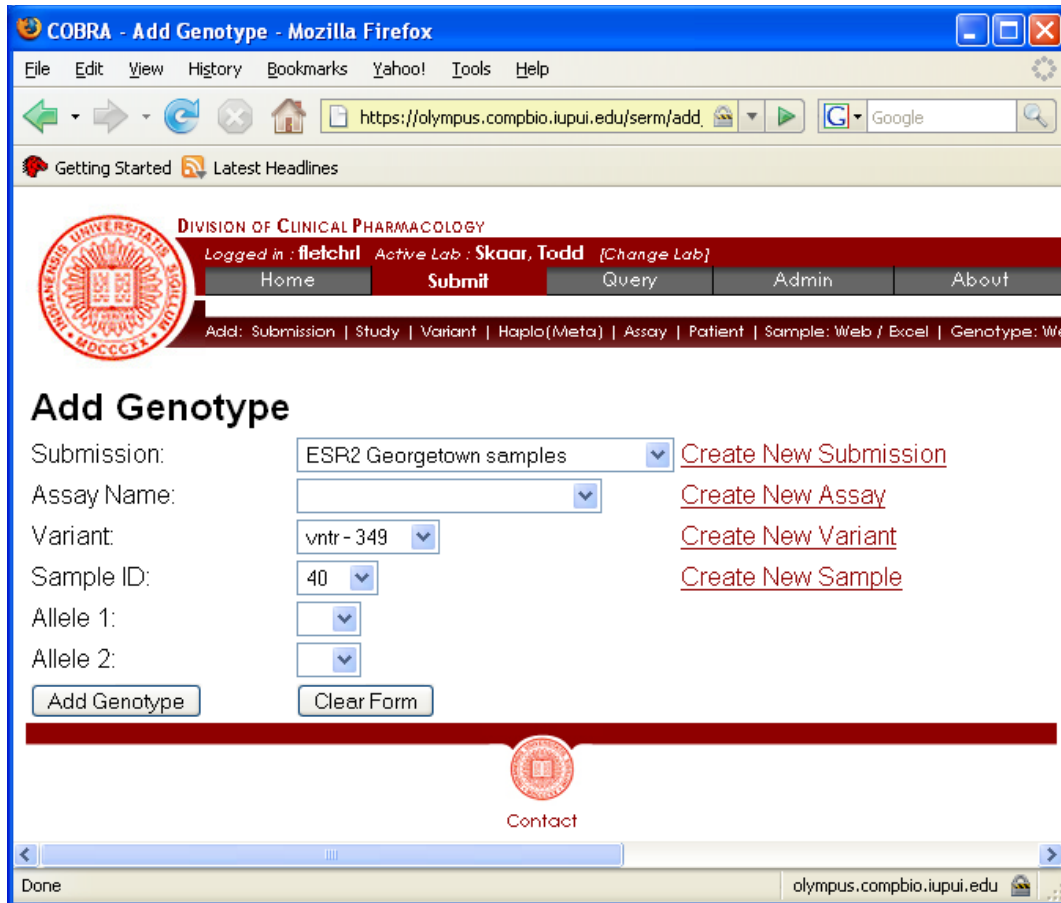 COBRA - Add Genotype - Mozilla Firefox
File Edit View History Bookmarks Yahoo! Tools Help
https://olympus.compbio.iupui.edu/serm/add_ G Google
Getting Started Latest Headlines
DIVISION OF CLINICAL PHARMACOLOGY
Logged in : fletchrl Active Lab : Skaar, Todd [Change Lab]
Home Submit Query Admin About
Add: Submission | Study | Variant | Haplo(Meta) | Assay | Patient | Sample: Web / Excel | Genotype: We
INDIANENSIS UNIVERSITATIS SIGILLUM
MDCCCXX
Add Genotype
Submission: ESR2 Georgetown samples Create New Submission
Assay Name: Create New Assay
Variant: vntr - 349 Create New Variant
Sample ID: 40 Create New Sample
Allele 1:
Allele 2:
Add Genotype Clear Form
Contact
Done olympus.compbio.iupui.edu